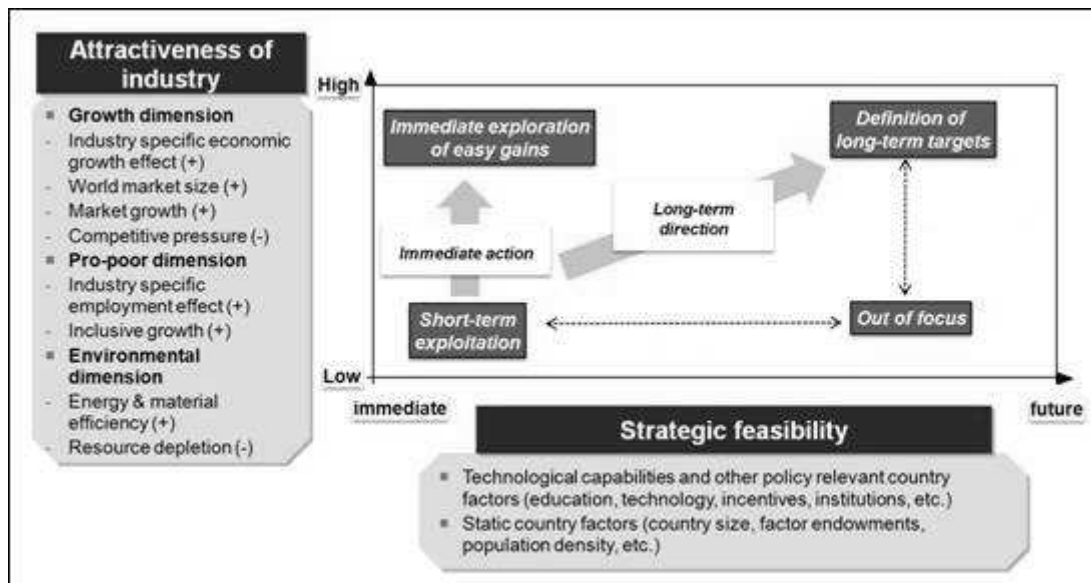 Attractiveness of
industry
▪ Growth dimension
- Industry specific economic
growth effect (+)
- World market size (+)
- Market growth (+)
- Competitive pressure (-)
▪ Pro-poor dimension
- Industry specific
employment effect (+)
- Inclusive growth (+)
▪ Environmental
dimension
- Energy & material
efficiency (+)
- Resource depletion (-)
High
Immediate exploration
of easy gains
Definition of
long-term targets
Long-term
direction
Immediate action
Short-term
exploitation
Out of focus
Low
immediate
future
Strategic feasibility
▪ Technological capabilities and other policy relevant country
factors (education, technology, incentives, institutions, etc.)
▪ Static country factors (country size, factor endowments,
population density, etc.)